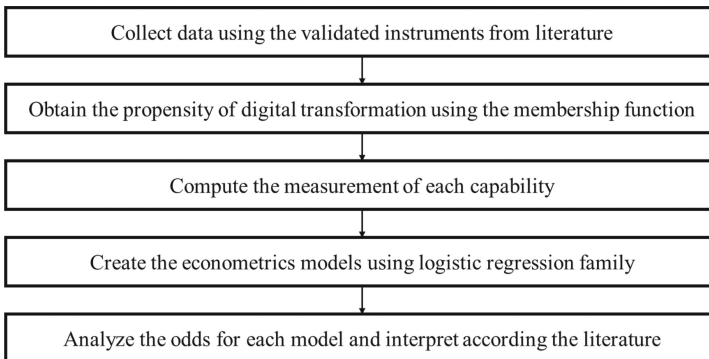 Collect data using the validated instruments from literature
Obtain the propensity of digital transformation using the membership function
Compute the measurement of each capability
Create the econometrics models using logistic regression family
Analyze the odds for each model and interpret according the literature